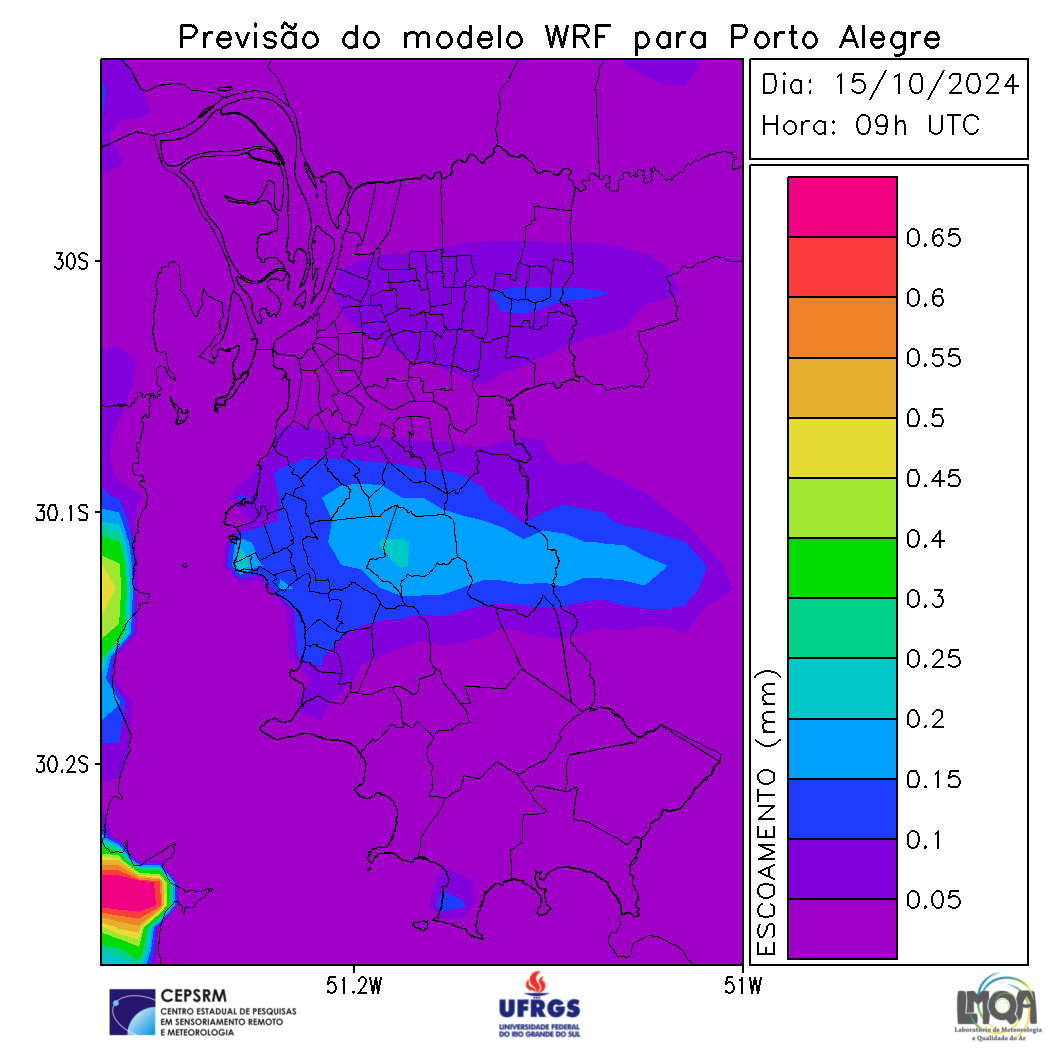 Previsão do modelo WRF para Porto Alegre
Dia: 15/10/2024
Hora: 09h UTC
30S
30.1S
30.2S
51.2W
51W
ESCOAMENTO (mm)
0.65
0.6
0.55
0.5
0.45
0.4
0.3
0.25
0.2
0.15
0.1
0.05
CEPSRM
CENTRO ESTADUAL DE PESQUISAS
EM SENSORIAMENTO REMOTO
E METEOROLOGIA
UFRGS
UNIVERSIDADE FEDERAL
DO RIO GRANDE DO SUL
LMQA
Laboratório de Meteorologia
e Qualidade do Ar